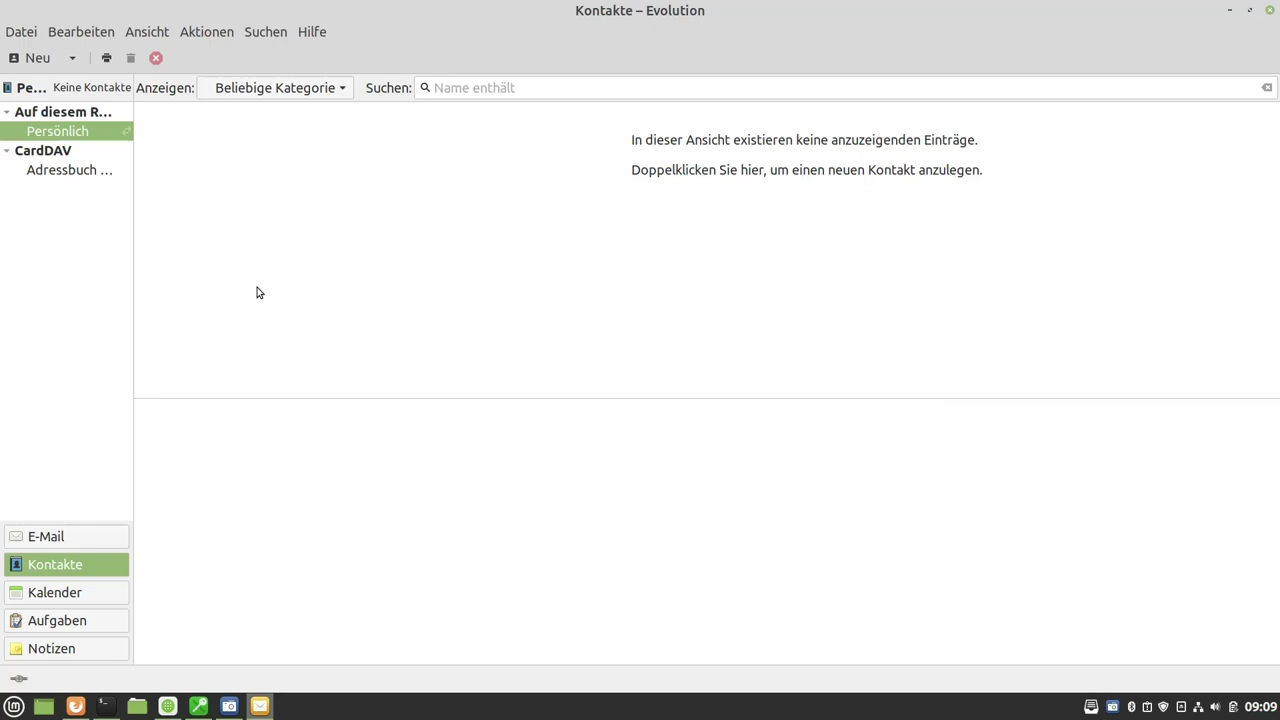 Kontakte – Evolution
Datei Bearbeiten Ansicht Aktionen Suchen Hilfe
Neu
Pe... Keine Kontakte Anzeigen: Beliebige Kategorie Suchen: Name enthält
Auf diesem R...
Persönlich
CardDAV
Adressbuch ...
In dieser Ansicht existieren keine anzuzeigenden Einträge.
Doppelklicken Sie hier, um einen neuen Kontakt anzulegen.
E-Mail
Kontakte
Kalender
Aufgaben
Notizen
09:09